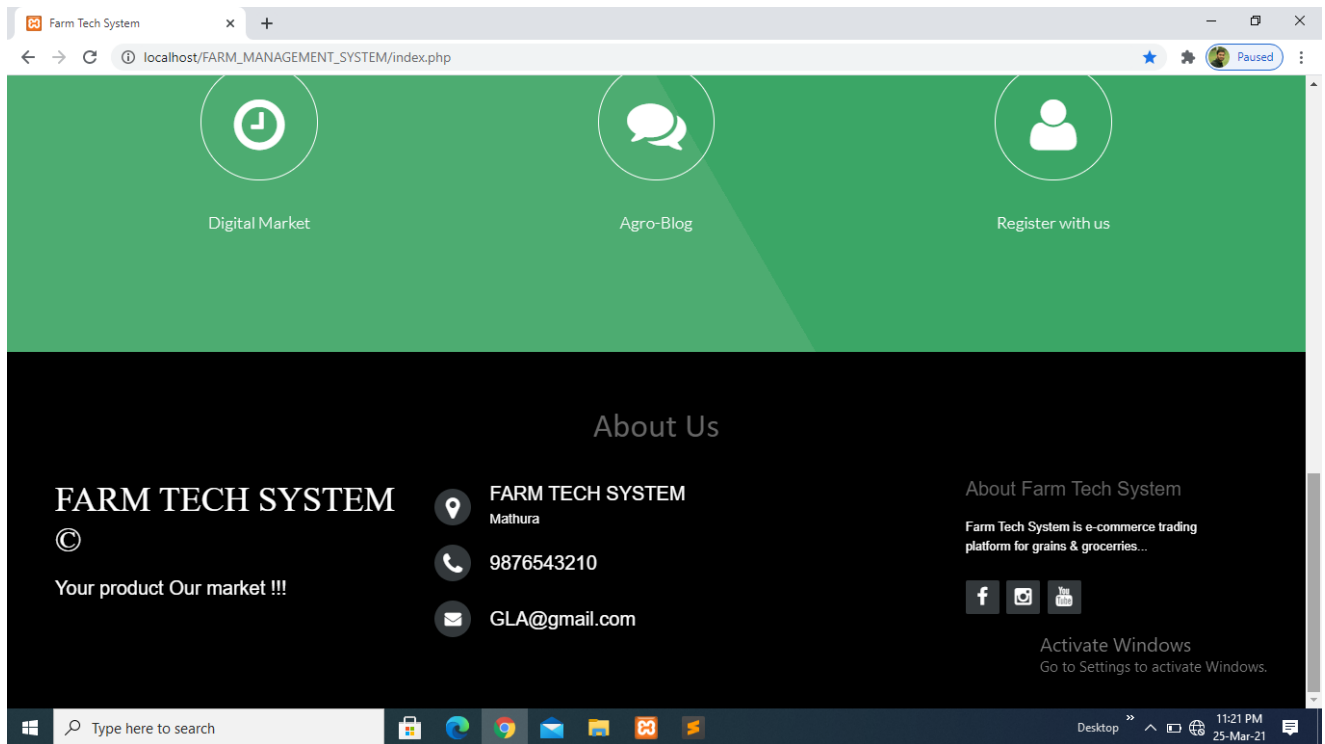 Farm Tech System
localhost/FARM_MANAGEMENT_SYSTEM/index.php
Paused
Digital Market
Agro-Blog
Register with us
About Us
FARM TECH SYSTEM
©
Your product Our market !!!
FARM TECH SYSTEM
Mathura
9876543210
GLA@gmail.com
About Farm Tech System
Farm Tech System is e-commerce trading
platform for grains & grocerries...
You
Tube
Activate Windows
Go to Settings to activate Windows.
Type here to search
Desktop
11:21 PM
25-Mar-21